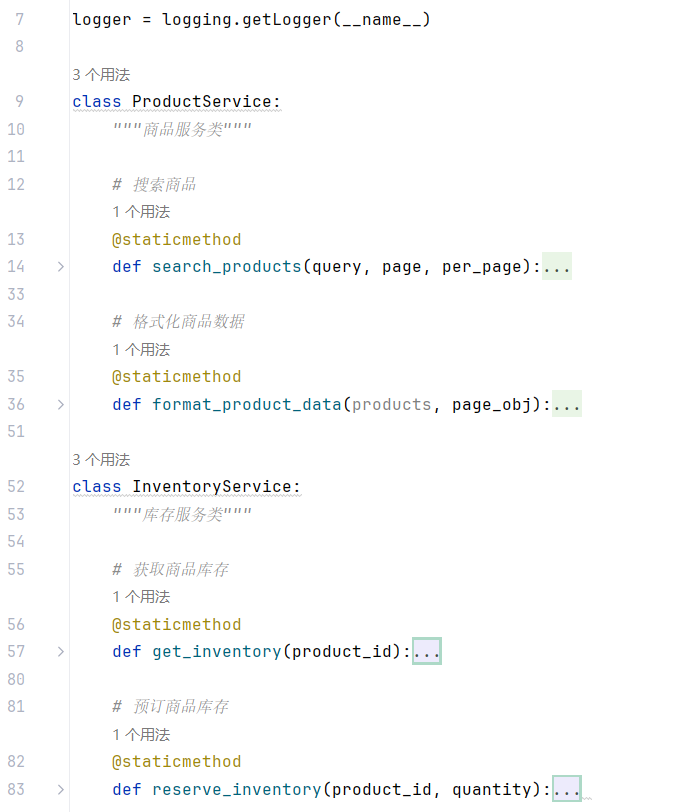 7 logger = logging.getLogger(__name__)
8
3 个用法
9 class ProductService:
10 """商品服务类"""
11
12 # 搜索商品
1 个用法
13 @staticmethod
14 def search_products(query, page, per_page):...
33
34 # 格式化商品数据
1 个用法
35 @staticmethod
36 def format_product_data(products, page_obj):...
51
3 个用法
52 class InventoryService:
53 """库存服务类"""
54
55 # 获取商品库存
1 个用法
56 @staticmethod
57 def get_inventory(product_id):...
80
81 # 预订商品库存
1 个用法
82 @staticmethod
83 def reserve_inventory(product_id, quantity):...